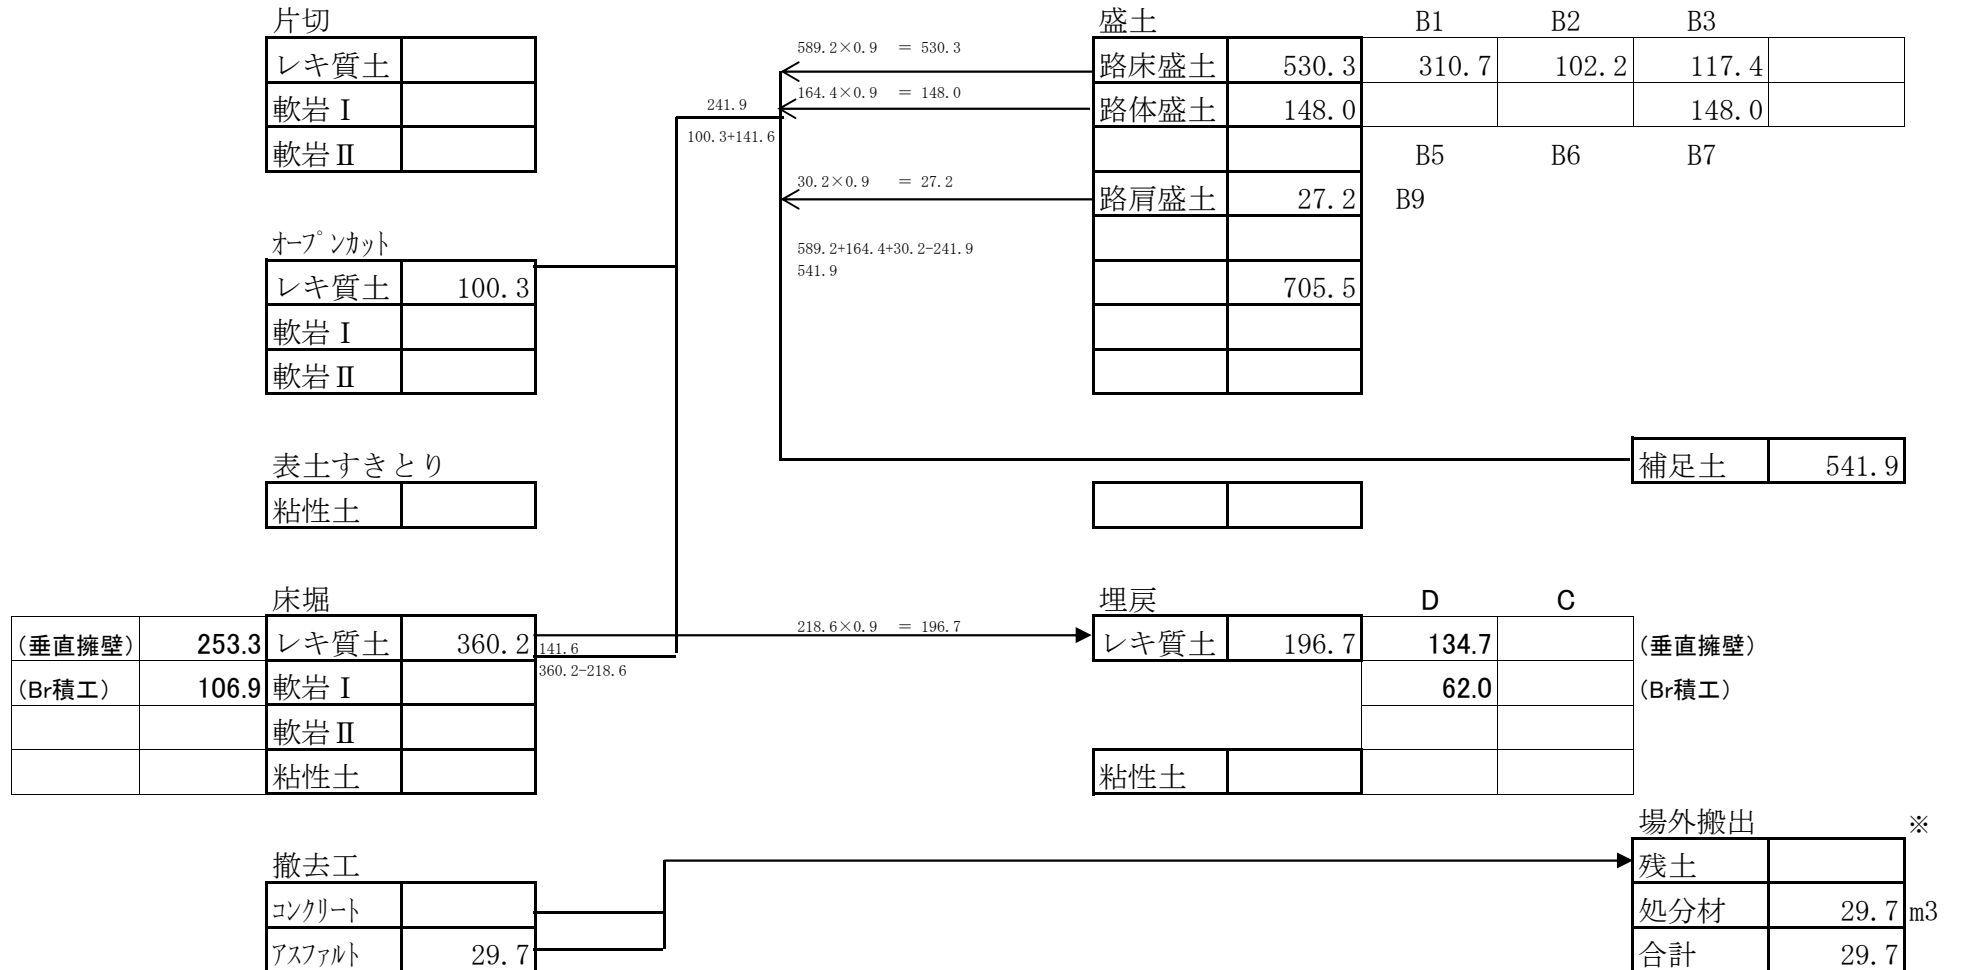 片切
盛土 B1 B2 B3
589.2×0.9 = 530.3
レキ質土 路床盛土 530.3 310.7 102.2 117.4
164.4×0.9 = 148.0
241.9
軟岩Ⅰ 路体盛土 148.0 148.0
100.3+141.6
軟岩Ⅱ B5 B6 B7
30.2×0.9 = 27.2
路肩盛土 27.2 B9
オープンカット
589.2+164.4+30.2-241.9
541.9
レキ質土 100.3 705.5
軟岩Ⅰ
軟岩Ⅱ
表土すきとり 補足土 541.9
粘性土
床堀 埋戻 D C
218.6×0.9 = 196.7
(垂直擁壁) 253.3 レキ質土 360.2 141.6 レキ質土 196.7 134.7 (垂直擁壁)
360.2-218.6
(Br積工) 106.9 軟岩Ⅰ 62.0 (Br積工)
軟岩Ⅱ
粘性土 粘性土
場外搬出 ※
撤去工 残土
コンクリート 処分材 29.7 m3
アスファルト 29.7 合計 29.7